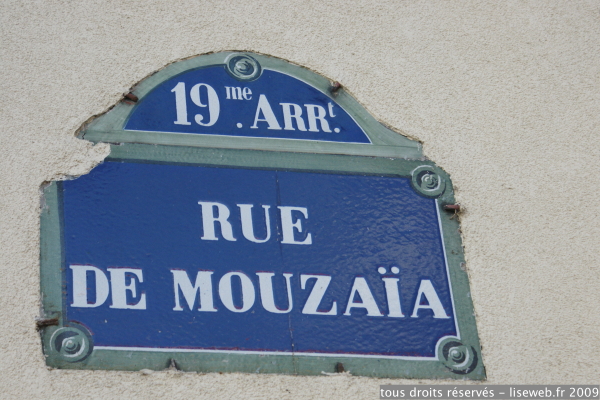 19me. ARRt.
RUE
DE MOUZAÏA
tous droits réservés – liseweb.fr 2009